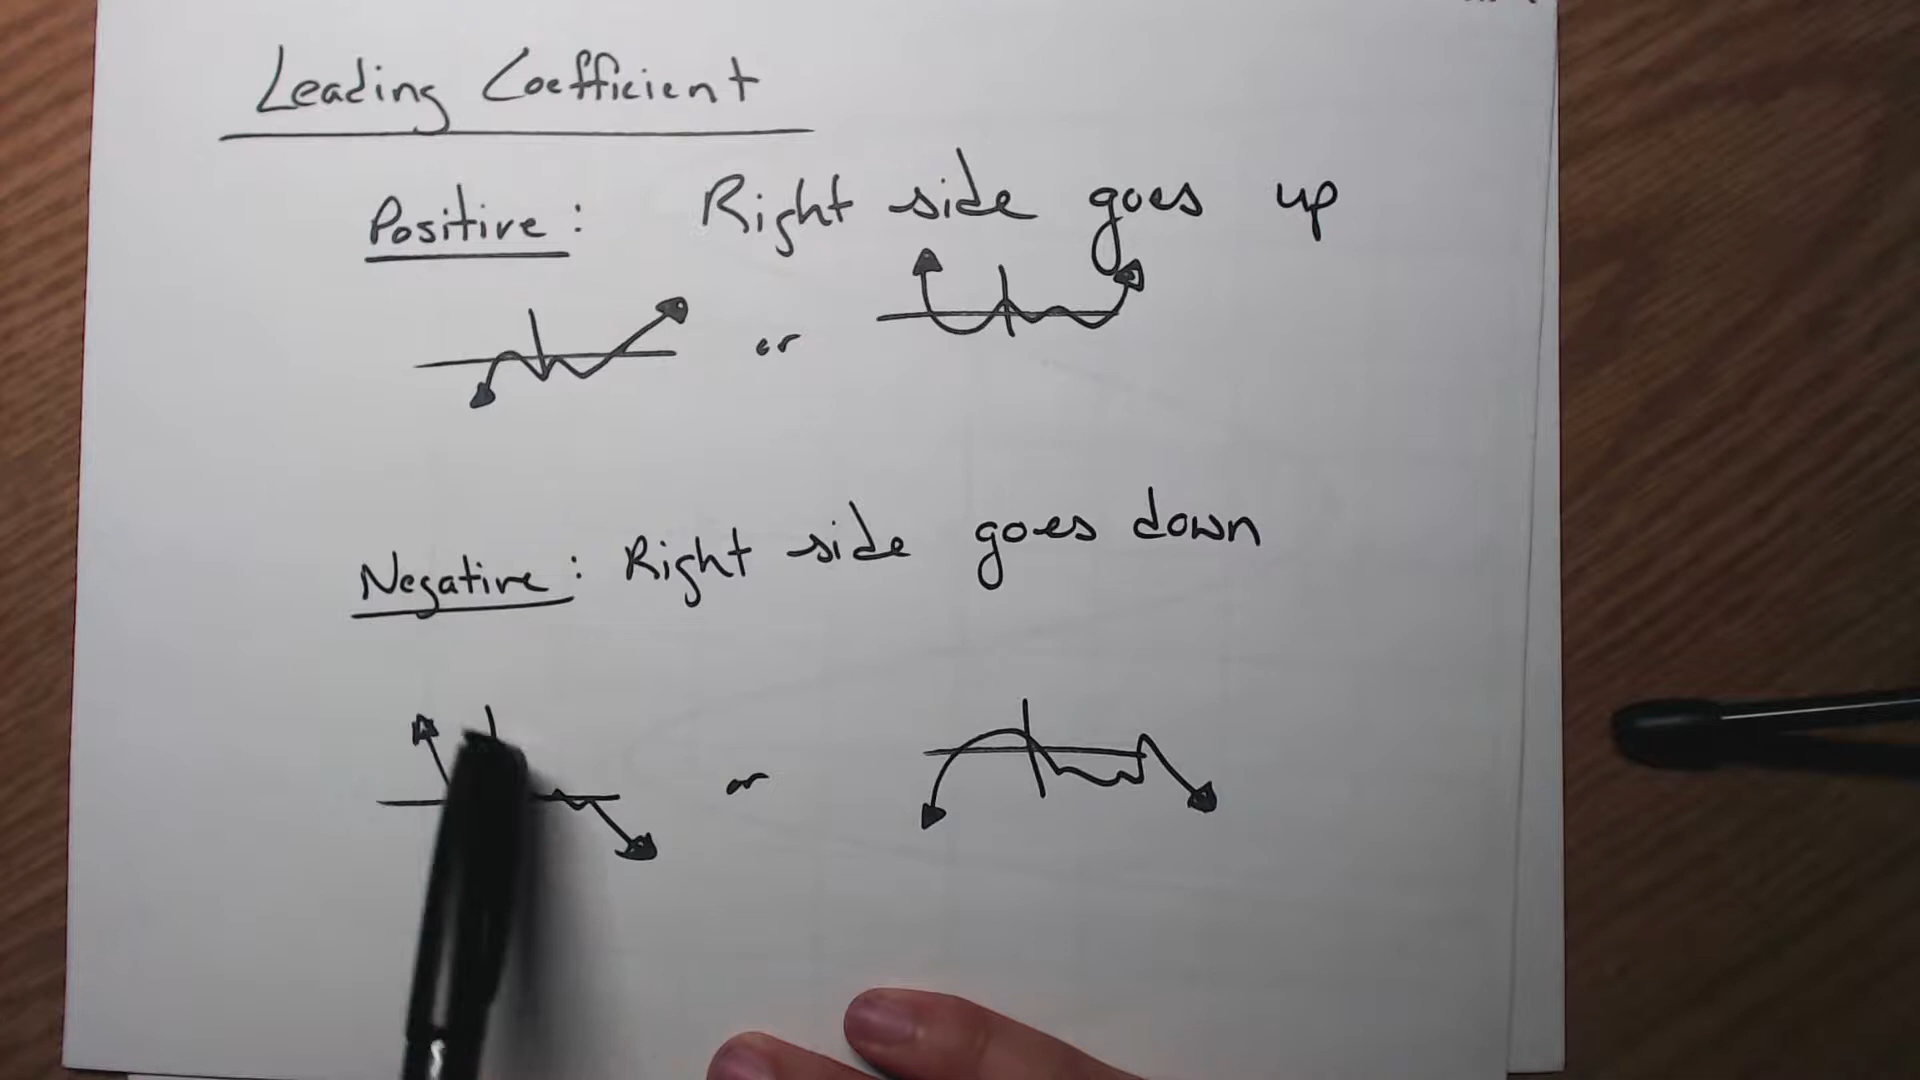 Leading Coefficient
Positive: Right side goes up
or
Negative: Right side goes down
or